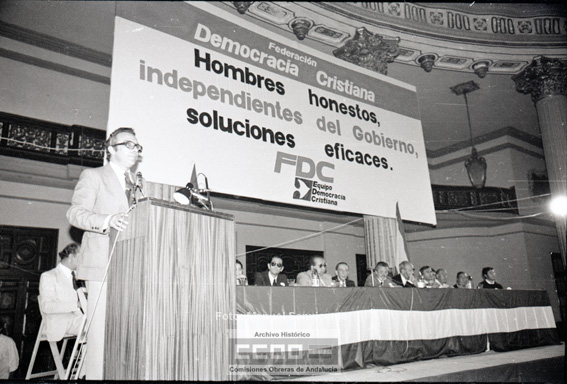 Federación
Democracia Cristiana
Hombres honestos,
independientes del Gobierno,
soluciones eficaces.
FDC
Equipo
Democracia
Cristiana
Archivo Histórico
Comisiones Obreras de Andalucía